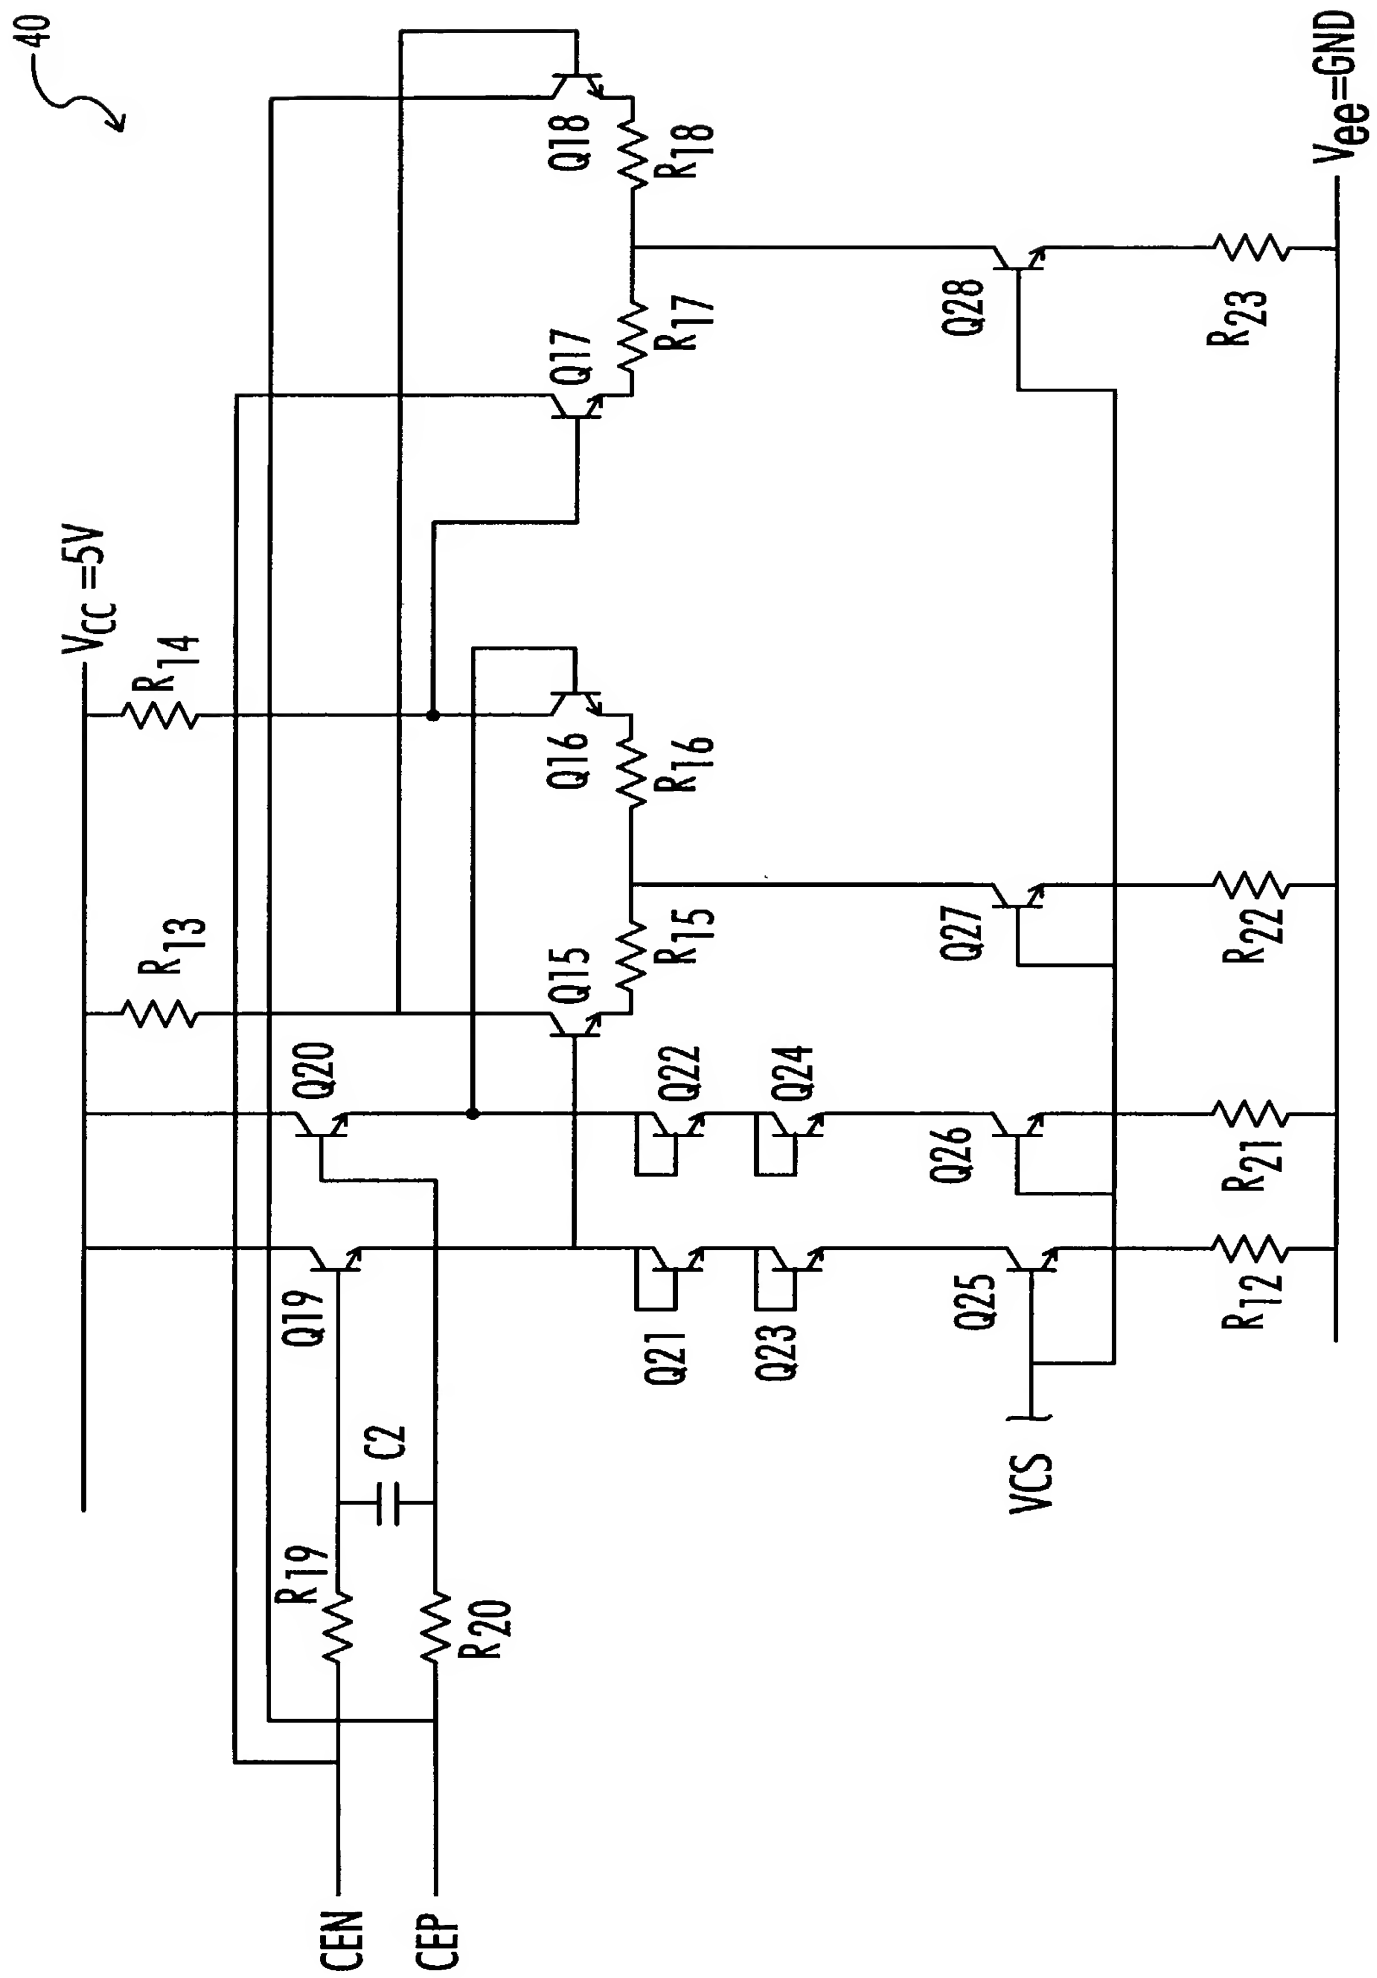 40
Vcc =5V
R13
R14
Q20
Q19
R19
C2
R20
CEN
CEP
Q15
Q16
Q17
Q18
R15
R16
R17
R18
Q21
Q22
Q23
Q24
Q25
Q26
Q27
Q28
VCS
R12
R21
R22
R23
Vee=GND